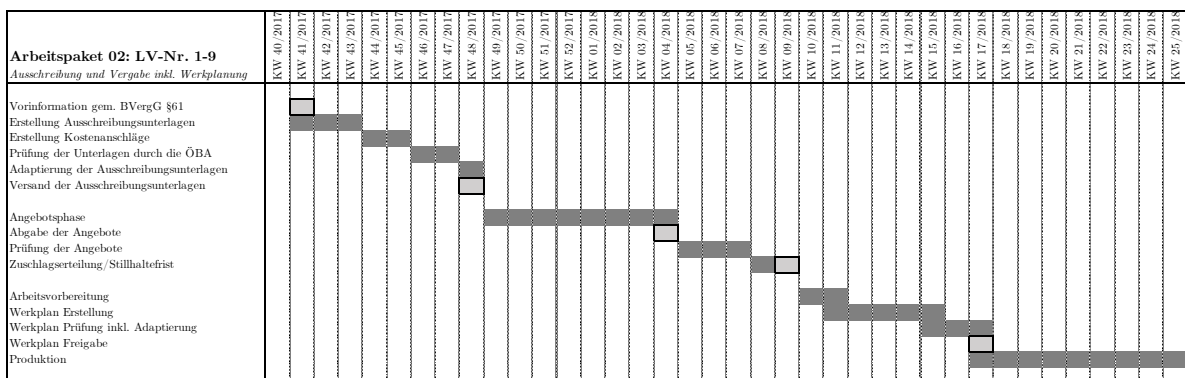 Arbeitspaket 02: LV-Nr. 1-9
Ausschreibung und Vergabe inkl. Werkplanung
KW 40/2017
KW 41/2017
KW 42/2017
KW 43/2017
KW 44/2017
KW 45/2017
KW 46/2017
KW 47/2017
KW 48/2017
KW 49/2017
KW 50/2017
KW 51/2017
KW 52/2017
KW 01/2018
KW 02/2018
KW 03/2018
KW 04/2018
KW 05/2018
KW 06/2018
KW 07/2018
KW 08/2018
KW 09/2018
KW 10/2018
KW 11/2018
KW 12/2018
KW 13/2018
KW 14/2018
KW 15/2018
KW 16/2018
KW 17/2018
KW 18/2018
KW 19/2018
KW 20/2018
KW 21/2018
KW 22/2018
KW 23/2018
KW 24/2018
KW 25/2018
Vorinformation gem. BVergG §61
Erstellung Ausschreibungsunterlagen
Erstellung Kostenanschläge
Prüfung der Unterlagen durch die ÖBA
Adaptierung der Ausschreibungsunterlagen
Versand der Ausschreibungsunterlagen
Angebotsphase
Abgabe der Angebote
Prüfung der Angebote
Zuschlagserteilung/Stillhaltefrist
Arbeitsvorbereitung
Werkplan Erstellung
Werkplan Prüfung inkl. Adaptierung
Werkplan Freigabe
Produktion